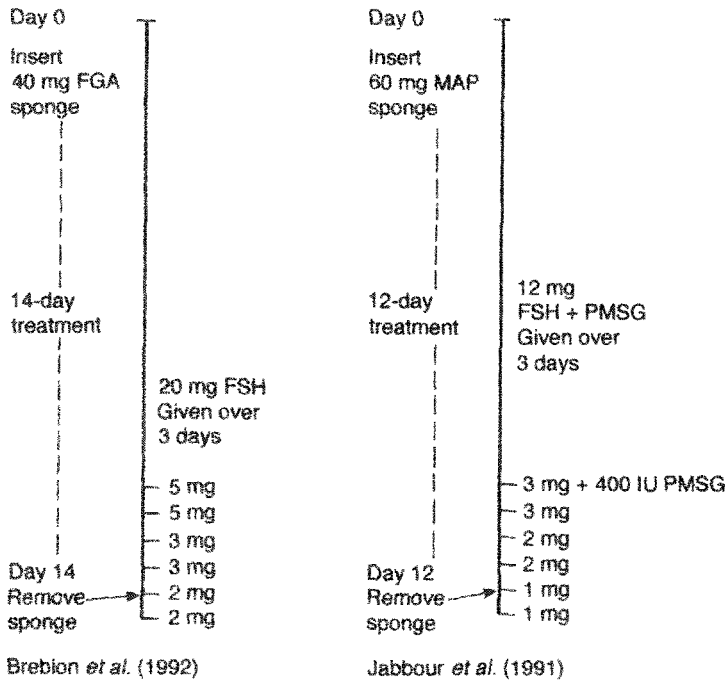 Day 0
Insert
40 mg FGA
sponge
14-day
treatment
20 mg FSH
Given over
3 days
5 mg
5 mg
3 mg
3 mg
2 mg
2 mg
Day 14
Remove
sponge
Brebion et al. (1992)
Day 0
Insert
60 mg MAP
sponge
12-day
treatment
12 mg
FSH + PMSG
Given over
3 days
3 mg + 400 IU PMSG
3 mg
2 mg
2 mg
1 mg
1 mg
Day 12
Remove
sponge
Jabbour et al. (1991)